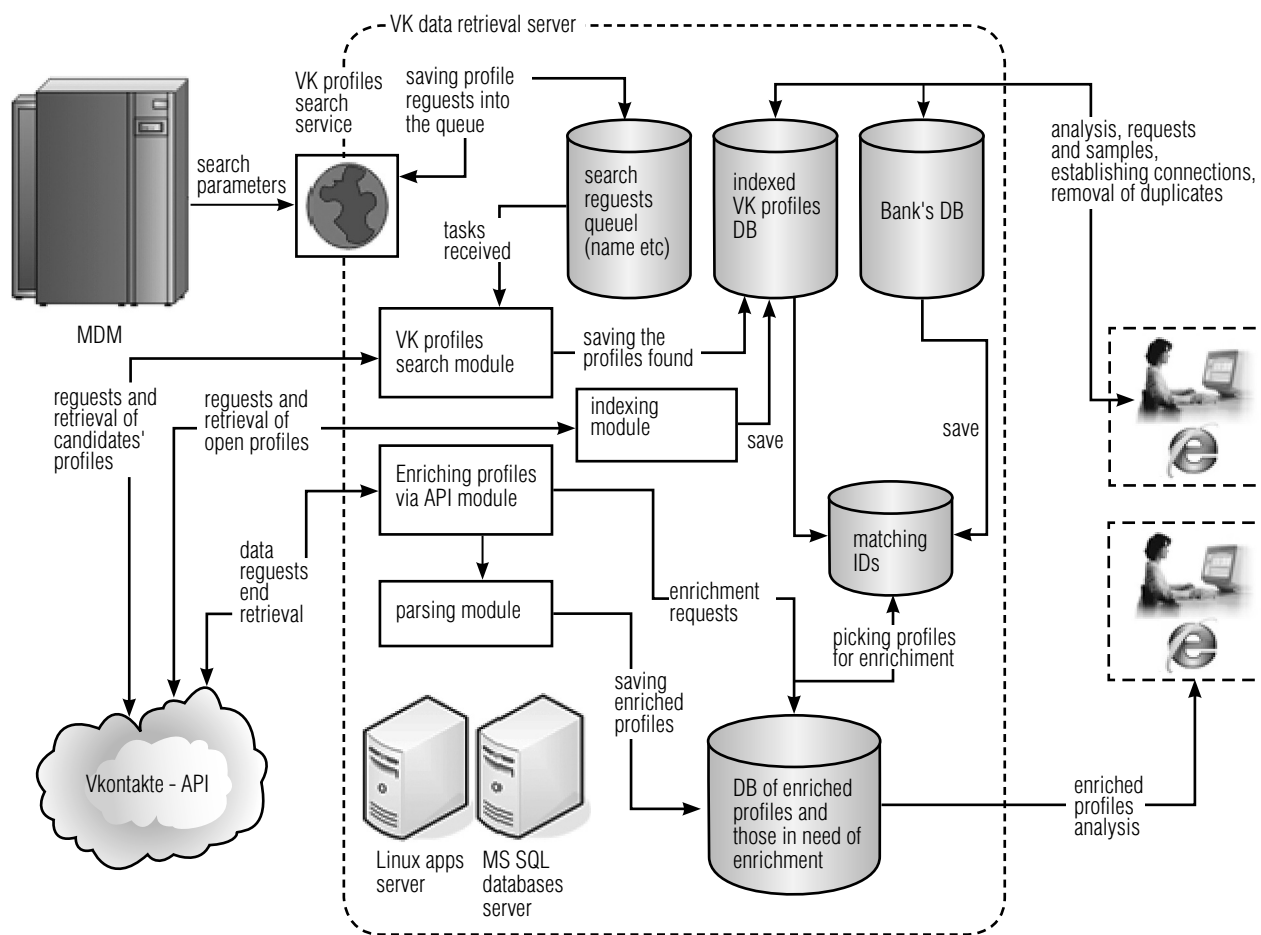 VK data retrieval server
VK profiles
search
service
saving profile
reguests into
the queue
search
parameters
MDM
search
reguests
queuel
(name etc)
indexed
VK profiles
DB
Bank's DB
analysis, reguests
and samples,
establishing connections,
removal of duplicates
tasks
received
VK profiles
search module
saving the
profiles found
reguests and
retrieval of
candidates'
profiles
reguests and
retrieval of
open profiles
indexing
module
save
save
Enriching profiles
via API module
matching
IDs
data
reguests
end
retrieval
parsing module
enrichment
requests
picking profiles
for enrichiment
saving
enriched
profiles
Vkontakte - API
DB of enriched
profiles and
those in need of
enrichment
enriched
profiles
analysis
Linux apps
server
MS SQL
databases
server